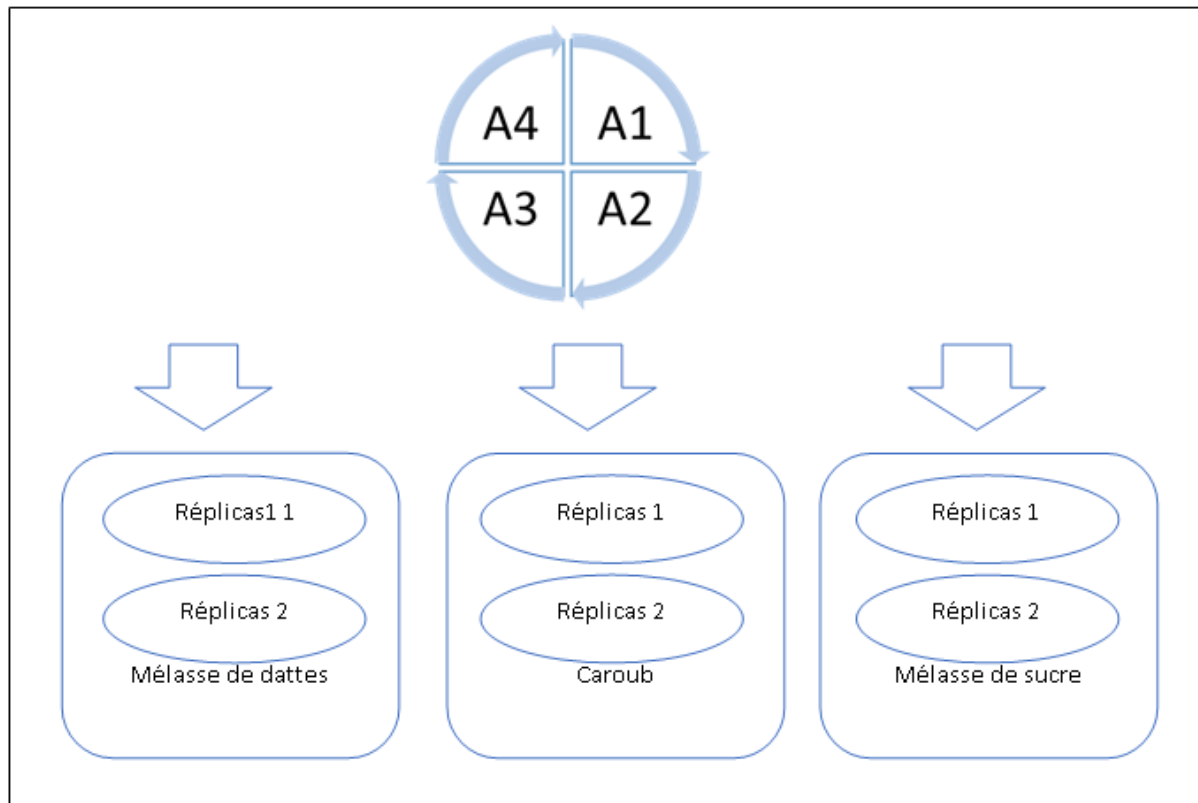 A4
A1
A3
A2
Réplicas1 1
Réplicas 2
Mélasse de dattes
Réplicas 1
Réplicas 2
Caroub
Réplicas 1
Réplicas 2
Mélasse de sucre